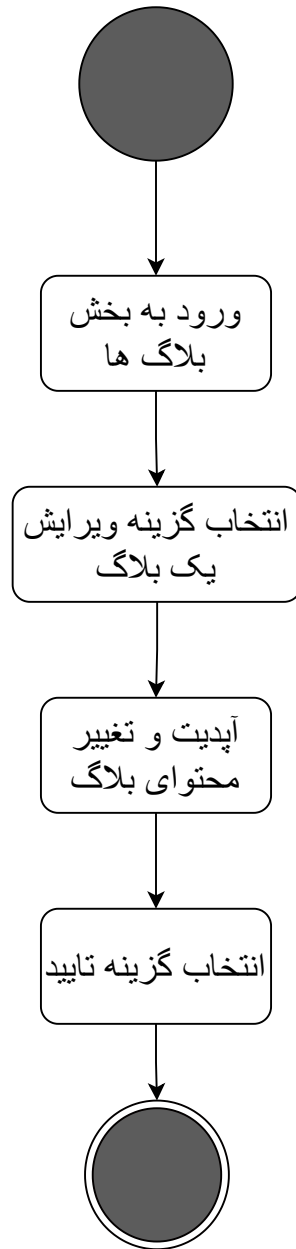 ورود به بخش
بلاگ ها
انتخاب گزینه ویرایش
یک بلاگ
آپدیت و تغییر
محتوای بلاگ
انتخاب گزینه تایید